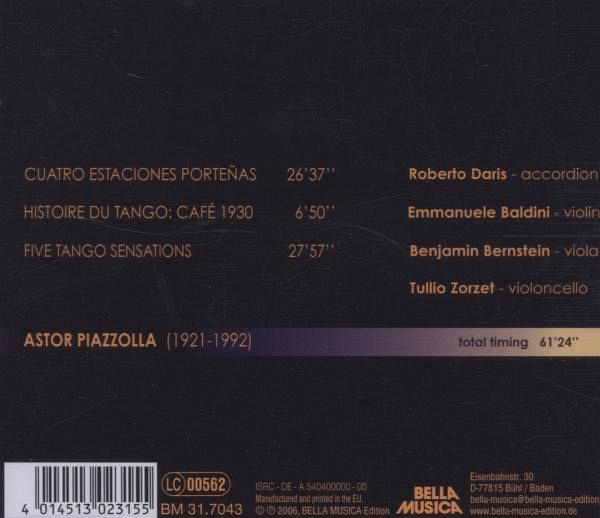 CUATRO ESTACIONES PORTEÑAS 26'37'' Roberto Daris - accordion
HISTOIRE DU TANGO: CAFÉ 1930 6'50'' Emmanuele Baldini - violin
FIVE TANGO SENSATIONS 27'57'' Benjamin Bernstein - viola
Tullio Zorzet - violoncello
ASTOR PIAZZOLLA (1921-1992) total timing 61'24''
4 014513 023155
LC 00562
BM 31.7043
ISRC - DE - A 540400000 - 00
Manufactured and printed in the EU.
© ℗ 2006, BELLA MUSICA Edition
BELLA
MUSICA
Eisenbahnstr. 30
D-77815 Bühl / Baden
bella-musica@bella-musica-edition.de
www.bella-musica-edition.de